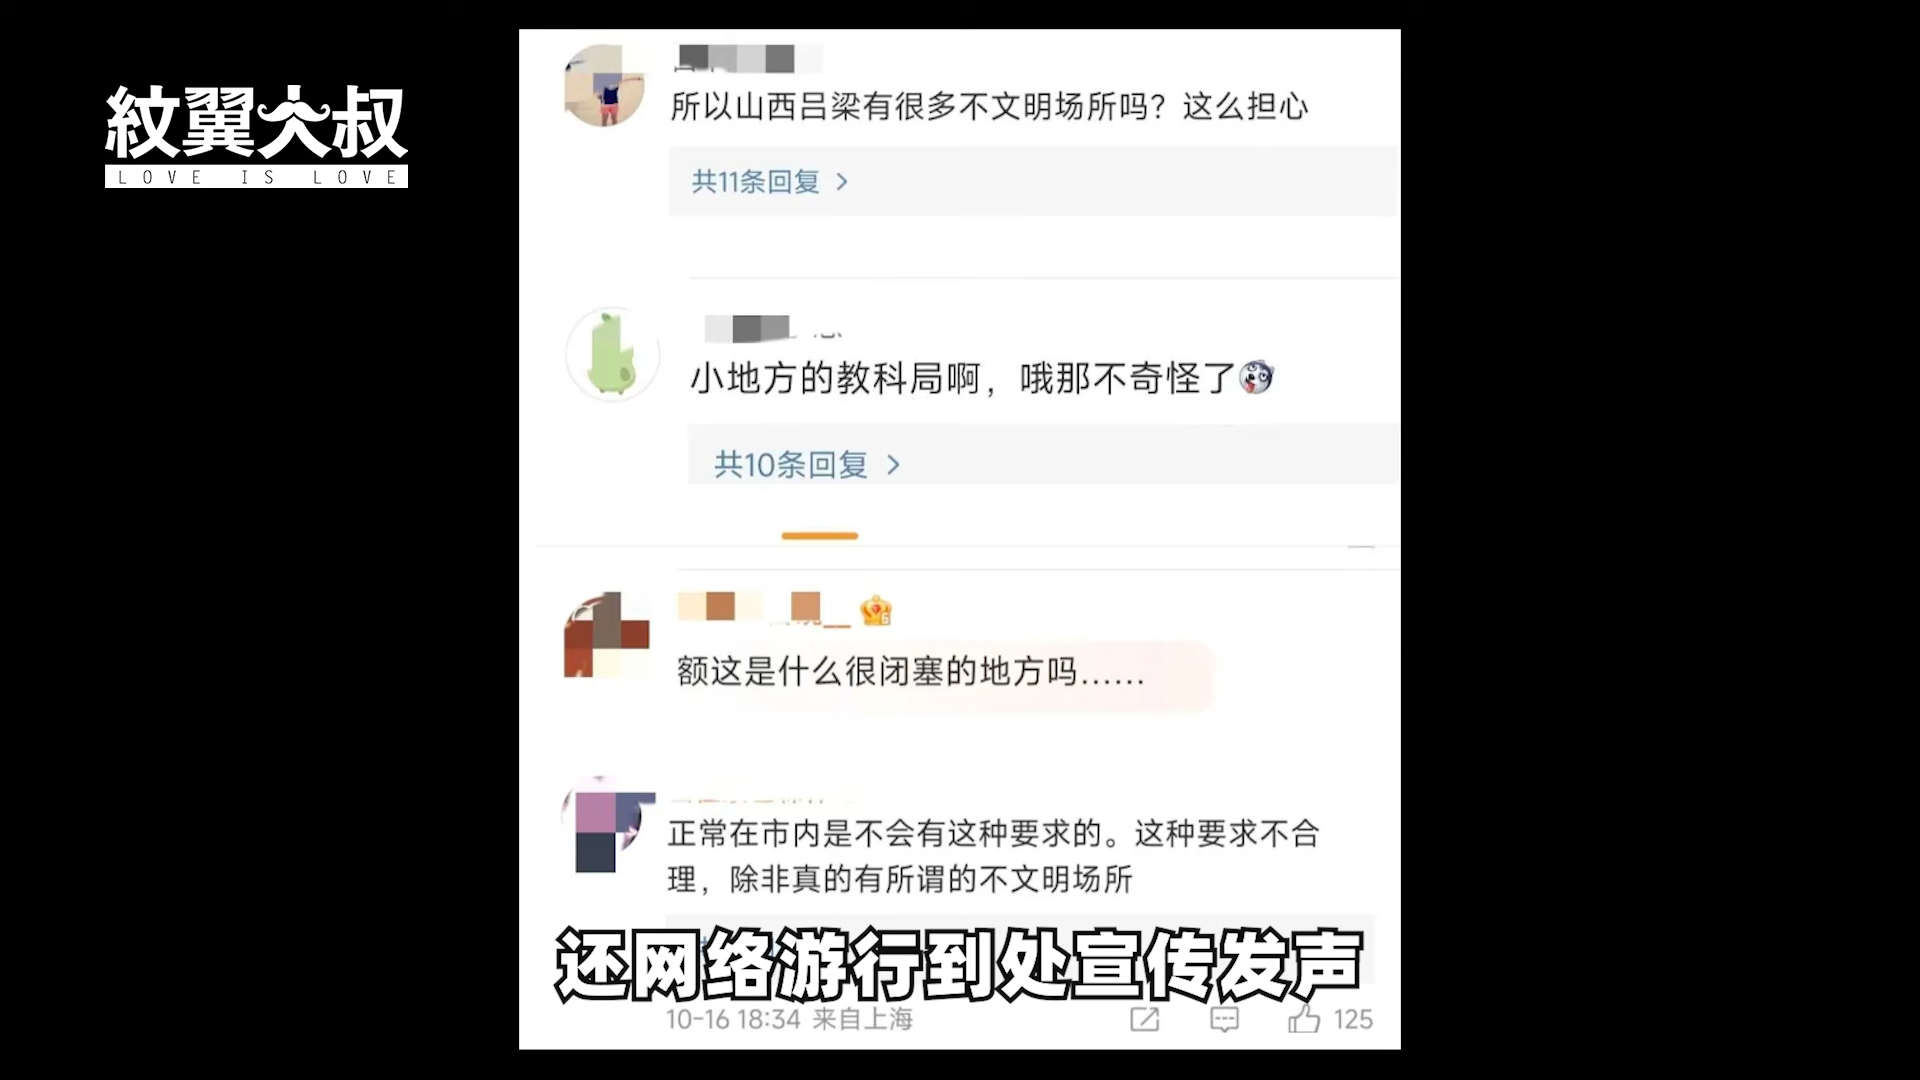 紋翼大叔
LOVE IS LOVE
所以山西吕梁有很多不文明场所吗？这么担心
共11条回复 >
小地方的教科局啊，哦那不奇怪了
共10条回复 >
额这是什么很闭塞的地方吗……
正常在市内是不会有这种要求的。这种要求不合
理，除非真的有所谓的不文明场所
还网络游行到处宣传发声
10-16 18:34 来自上海
125